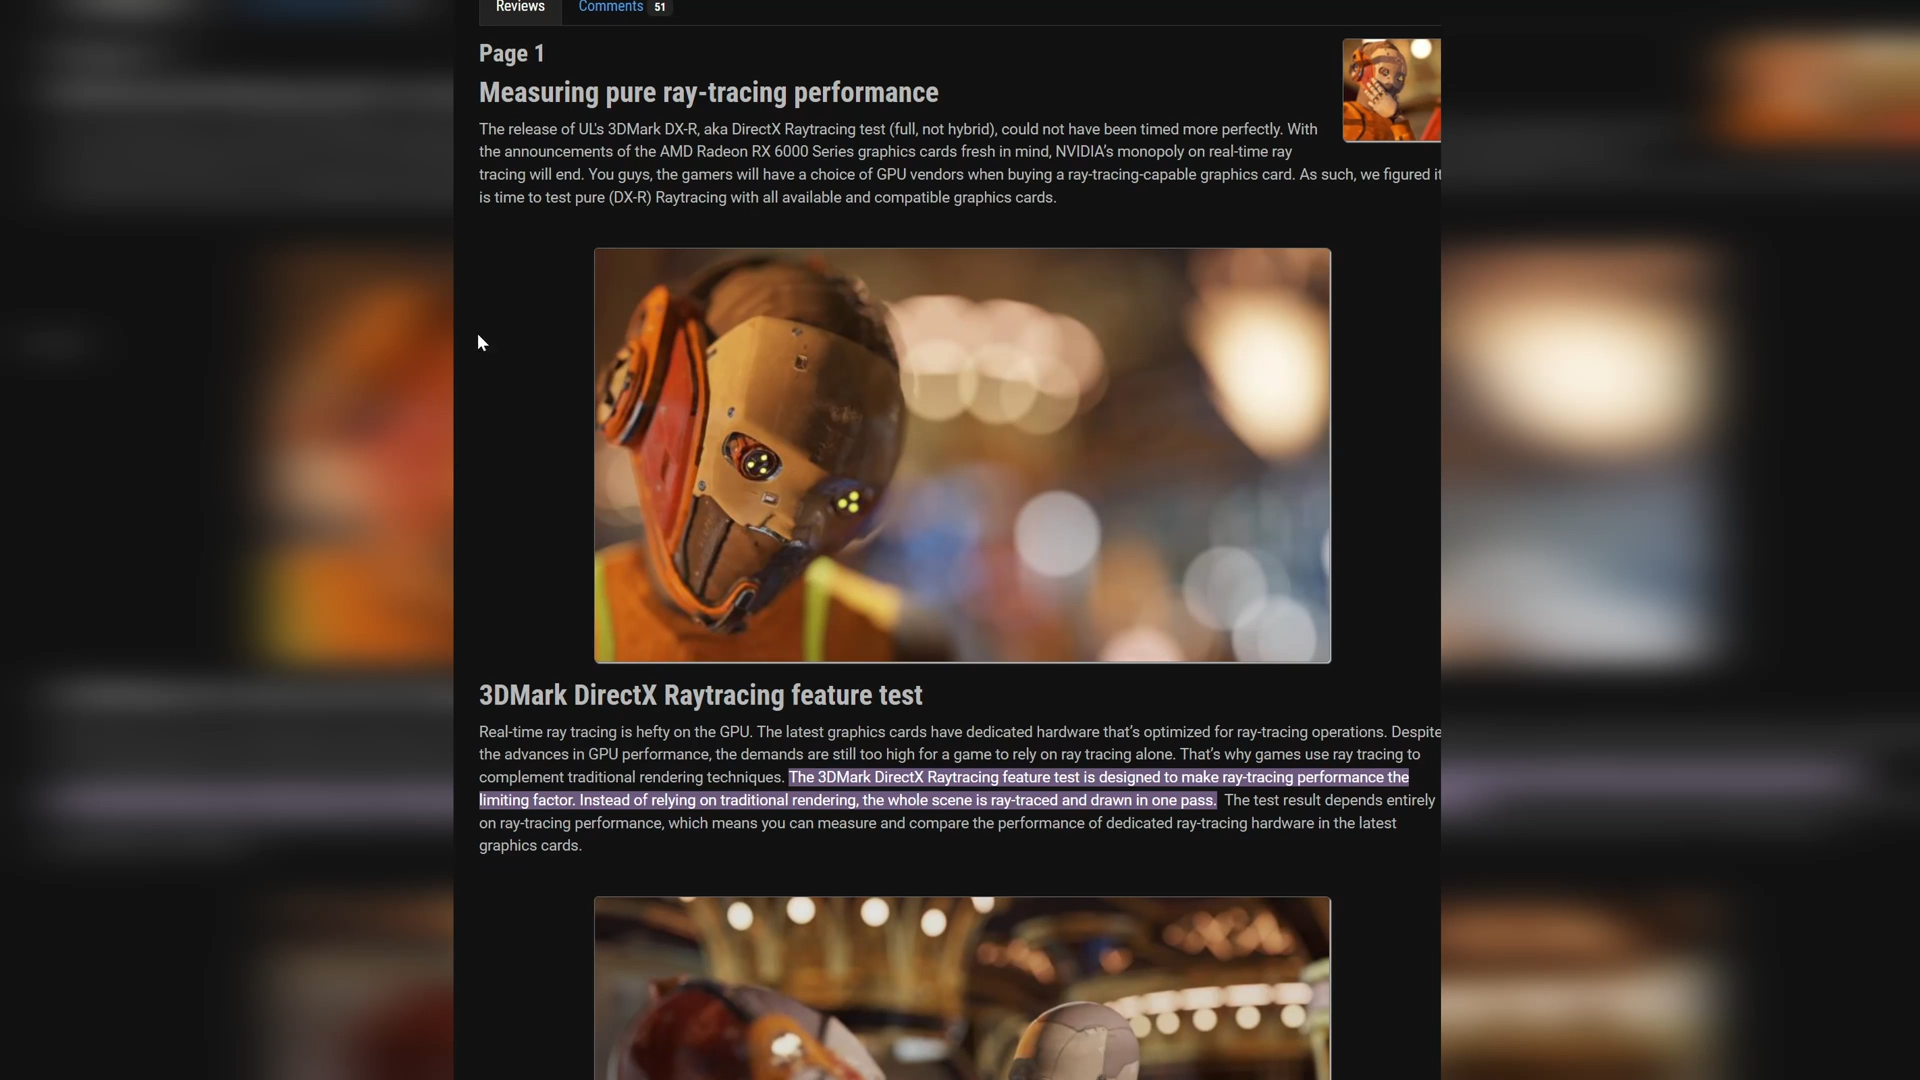 Reviews Comments 51
Page 1
Measuring pure ray-tracing performance
The release of UL's 3DMark DX-R, aka DirectX Raytracing test (full, not hybrid), could not have been timed more perfectly. With
the announcements of the AMD Radeon RX 6000 Series graphics cards fresh in mind, NVIDIA's monopoly on real-time ray
tracing will end. You guys, the gamers will have a choice of GPU vendors when buying a ray-tracing-capable graphics card. As such, we figured it
is time to test pure (DX-R) Raytracing with all available and compatible graphics cards.
3DMark DirectX Raytracing feature test
Real-time ray tracing is hefty on the GPU. The latest graphics cards have dedicated hardware that's optimized for ray-tracing operations. Despite
the advances in GPU performance, the demands are still too high for a game to rely on ray tracing alone. That's why games use ray tracing to
complement traditional rendering techniques. The 3DMark DirectX Raytracing feature test is designed to make ray-tracing performance the
limiting factor. Instead of relying on traditional rendering, the whole scene is ray-traced and drawn in one pass. The test result depends entirely
on ray-tracing performance, which means you can measure and compare the performance of dedicated ray-tracing hardware in the latest
graphics cards.